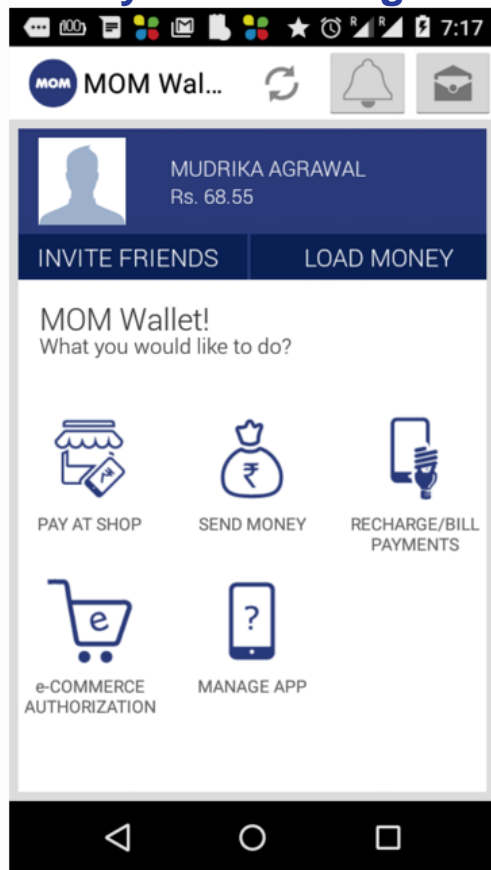 100
7:17
MOM MOM Wal...
MUDRIKA AGRAWAL
Rs. 68.55
INVITE FRIENDS LOAD MONEY
MOM Wallet!
What you would like to do?
PAY AT SHOP SEND MONEY RECHARGE/BILL
PAYMENTS
e
?
e-COMMERCE MANAGE APP
AUTHORIZATION